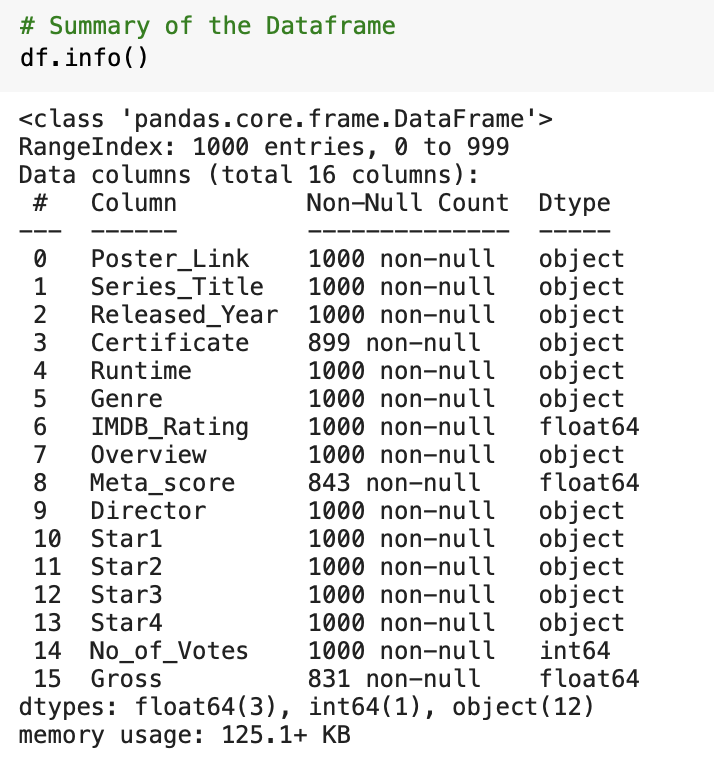 # Summary of the Dataframe
df.info()
<class 'pandas.core.frame.DataFrame'>
RangeIndex: 1000 entries, 0 to 999
Data columns (total 16 columns):
 #   Column         Non-Null Count  Dtype
---  ------         --------------  -----
 0   Poster_Link    1000 non-null   object
 1   Series_Title   1000 non-null   object
 2   Released_Year  1000 non-null   object
 3   Certificate    899 non-null    object
 4   Runtime        1000 non-null   object
 5   Genre          1000 non-null   object
 6   IMDB_Rating    1000 non-null   float64
 7   Overview       1000 non-null   object
 8   Meta_score     843 non-null    float64
 9   Director       1000 non-null   object
 10  Star1          1000 non-null   object
 11  Star2          1000 non-null   object
 12  Star3          1000 non-null   object
 13  Star4          1000 non-null   object
 14  No_of_Votes    1000 non-null   int64
 15  Gross          831 non-null    float64
dtypes: float64(3), int64(1), object(12)
memory usage: 125.1+ KB